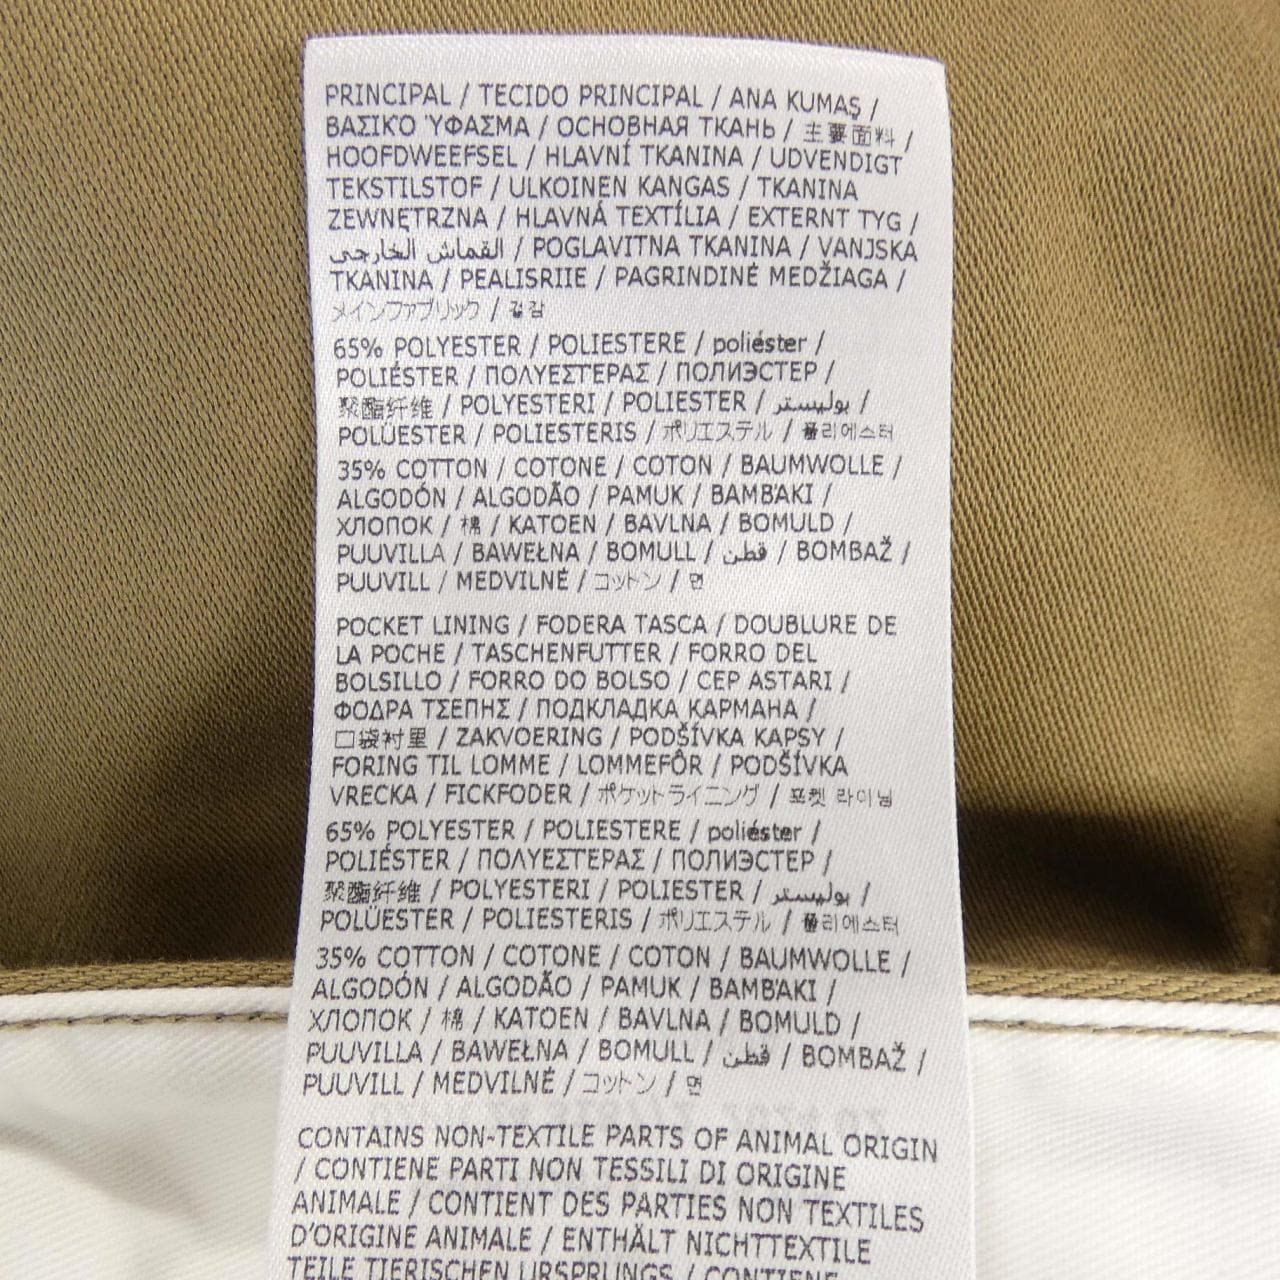 PRINCIPAL / TECIDO PRINCIPAL / ANA KUMAŞ /
ΒΑΣΙΚΌ ΎΦΑΣΜΑ / ОСНОВНАЯ ТКАНЬ / 主要面料 /
HOOFDWEEFSEL / HLAVNÍ TKANINA / UDVENDIGT
TEKSTILSTOF / ULKOINEN KANGAS / TKANINA
ZEWNĘTRZNA / HLAVNÁ TEXTÍLIA / EXTERNT TYG /
القماش الخارجي / POGLAVITNA TKANINA / VANJSKA
TKANINA / PEALISRIIE / PAGRINDINĖ MEDŽIAGA /
メインファブリック / 겉감
65% POLYESTER / POLIESTERE / poliéster /
POLIÉSTER / ΠΟΛΥΕΣΤΕΡΑΣ / ПОЛИЭСТЕР /
聚酯纤维 / POLYESTERI / POLIESTER / بوليستر /
POLÜESTER / POLIESTERIS / ポリエステル / 폴리에스터
35% COTTON / COTONE / COTON / BAUMWOLLE /
ALGODÓN / ALGODÃO / PAMUK / ΒΑΜΒΆΚΙ /
ХЛОПОК / 棉 / KATOEN / BAVLNA / BOMULD /
PUUVILLA / BAWEŁNA / BOMULL / قطن / BOMBAŽ /
PUUVILL / MEDVILNĖ / コットン / 면
POCKET LINING / FODERA TASCA / DOUBLURE DE
LA POCHE / TASCHENFUTTER / FORRO DEL
BOLSILLO / FORRO DO BOLSO / CEP ASTARI /
ΦΟΔΡΑ ΤΣΕΠΗΣ / ПОДКЛАДКА КАРМАНА /
口袋衬里 / ZAKVOERING / PODŠÍVKA KAPSY /
FORING TIL LOMME / LOMMEFÔR / PODŠÍVKA
VRECKA / FICKFODER / ポケットライニング / 포켓 라이닝
65% POLYESTER / POLIESTERE / poliéster /
POLIÉSTER / ΠΟΛΥΕΣΤΕΡΑΣ / ПОЛИЭСТЕР /
聚酯纤维 / POLYESTERI / POLIESTER / بوليستر /
POLÜESTER / POLIESTERIS / ポリエステル / 폴리에스터
35% COTTON / COTONE / COTON / BAUMWOLLE /
ALGODÓN / ALGODÃO / PAMUK / ΒΑΜΒΆΚΙ /
ХЛОПОК / 棉 / KATOEN / BAVLNA / BOMULD /
PUUVILLA / BAWEŁNA / BOMULL / قطن / BOMBAŽ /
PUUVILL / MEDVILNĖ / コットン / 면
CONTAINS NON-TEXTILE PARTS OF ANIMAL ORIGIN
/ CONTIENE PARTI NON TESSILI DI ORIGINE
ANIMALE / CONTIENT DES PARTIES NON TEXTILES
D'ORIGINE ANIMALE / ENTHÄLT NICHTTEXTILE
TEILE TIERISCHEN URSPRUNGS / CONTIENE